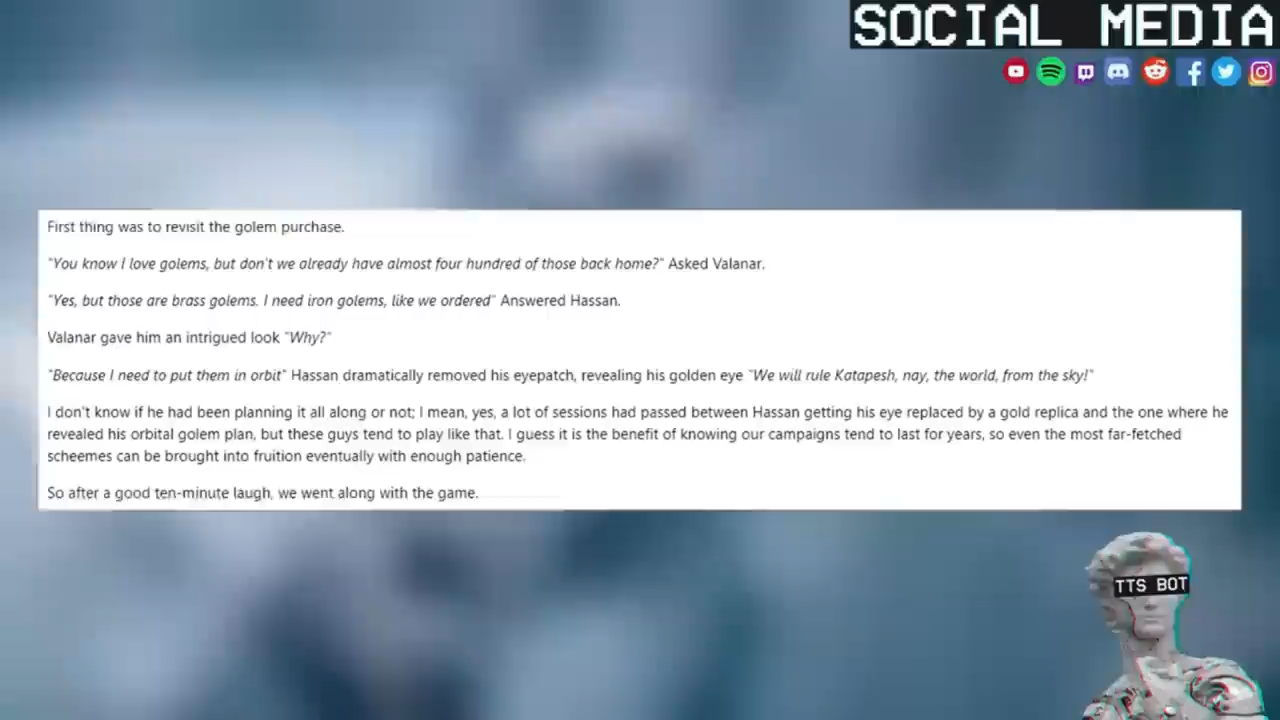 SOCIAL MEDIA
First thing was to revisit the golem purchase.
"You know I love golems, but don't we already have almost four hundred of those back home?" Asked Valanar.
"Yes, but those are brass golems. I need iron golems, like we ordered" Answered Hassan.
Valanar gave him an intrigued look "Why?"
"Because I need to put them in orbit" Hassan dramatically removed his eyepatch, revealing his golden eye "We will rule Katapesh, nay, the world, from the sky!"
I don't know if he had been planning it all along or not; I mean, yes, a lot of sessions had passed between Hassan getting his eye replaced by a gold replica and the one where he
revealed his orbital golem plan, but these guys tend to play like that. I guess it is the benefit of knowing our campaigns tend to last for years, so even the most far-fetched
scheemes can be brought into fruition eventually with enough patience.
So after a good ten-minute laugh, we went along with the game.
TTS BOT